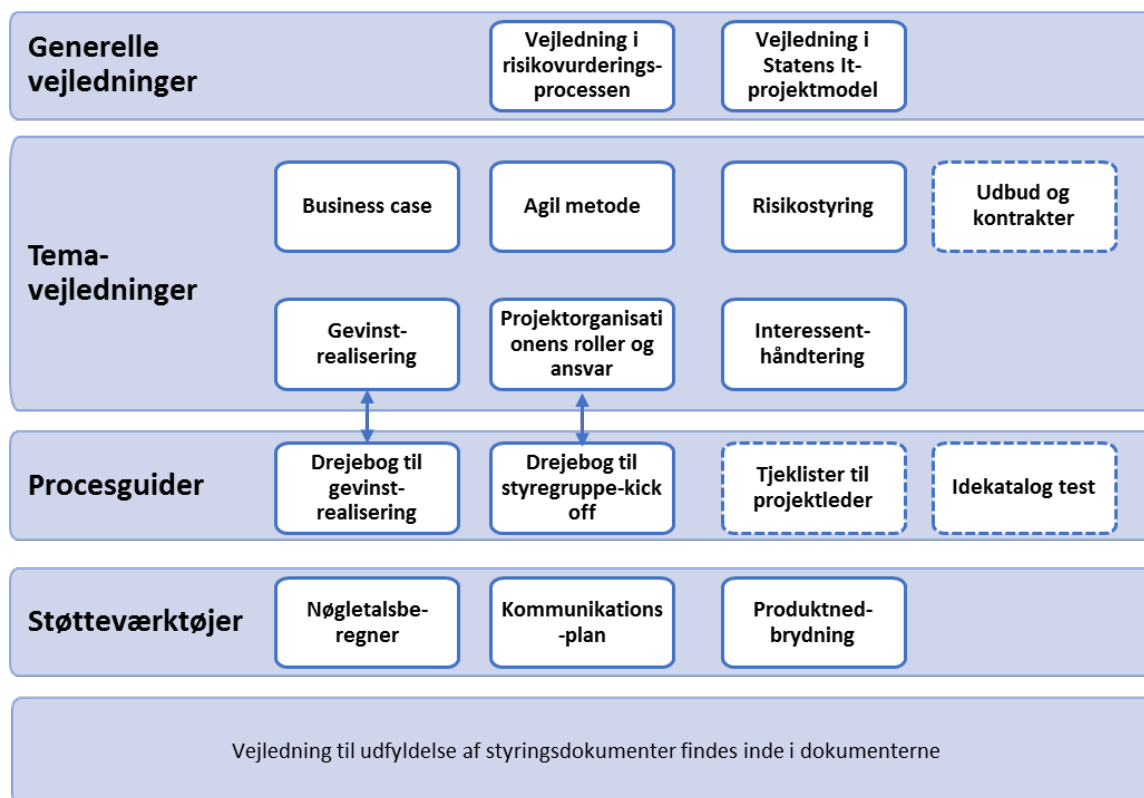 Generelle
vejledninger
Vejledning i
risikovurderings-
processen
Vejledning i
Statens It-
projektmodel
Tema-
vejledninger
Business case
Agil metode
Risikostyring
Udbud og
kontrakter
Gevinst-
realisering
Projektorganisati
onens roller og
ansvar
Interessent-
håndtering
Procesguider
Drejebog til
gevinst-
realisering
Drejebog til
styregruppe-kick
off
Tjeklister til
projektleder
Idekatalog test
Støtteværktøjer
Nøgletalsbe-
regner
Kommunikations
-plan
Produktned-
brydning
Vejledning til udfyldelse af styringsdokumenter findes inde i dokumenterne